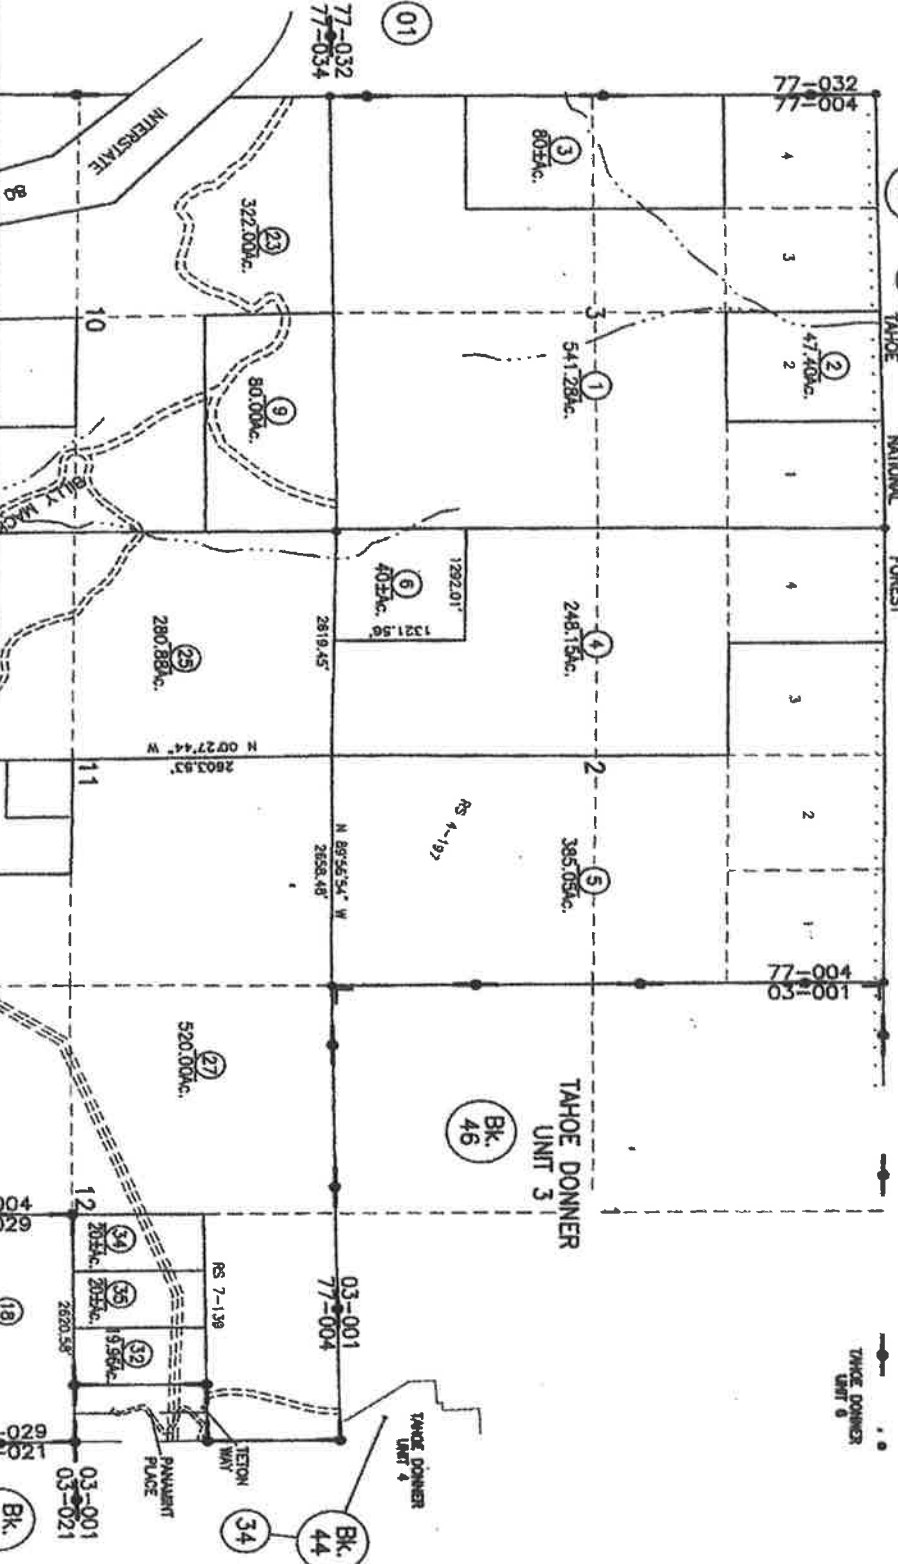 01
77-032
77-034
77-032
77-004
TAHOE
NATIONAL
FOREST
4
3
2
1
4
3
2
1
3
80±Ac.
2
47.40Ac.
3
1
541.28Ac.
4
248.15Ac.
2
5
385.05Ac.
RS 4-197
6
40±Ac.
1292.01'
1321.56'
77-004
03-001
TAHOE DONNER
UNIT 3
Bk.
46
1
TAHOE DONNER
UNIT 6
INTERSTATE
80
23
322.00Ac.
10
9
80.00Ac.
BILLY MACK
25
280.88Ac.
2619.45'
N 00°27'44" W
2603.53'
11
N 89°56'54" W
2658.48'
27
520.00Ac.
12
03-001
77-004
RS 7-139
34
20±Ac.
35
20±Ac.
32
19.96Ac.
2620.58'
004
029
18
-029
021
TETON
WAY
PANAMINT
PLACE
TAHOE DONNER
UNIT 4
Bk.
44
34
03-001
03-021
Bk.